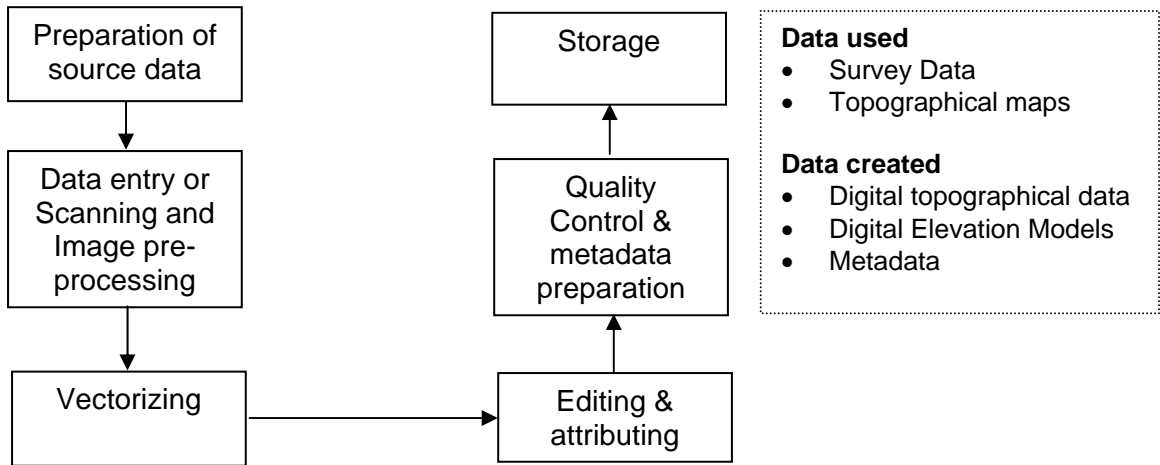 Preparation of
source data
Data entry or
Scanning and
Image pre-
processing
Vectorizing
Editing &
attributing
Quality
Control &
metadata
preparation
Storage
Data used
• Survey Data
• Topographical maps
Data created
• Digital topographical data
• Digital Elevation Models
• Metadata